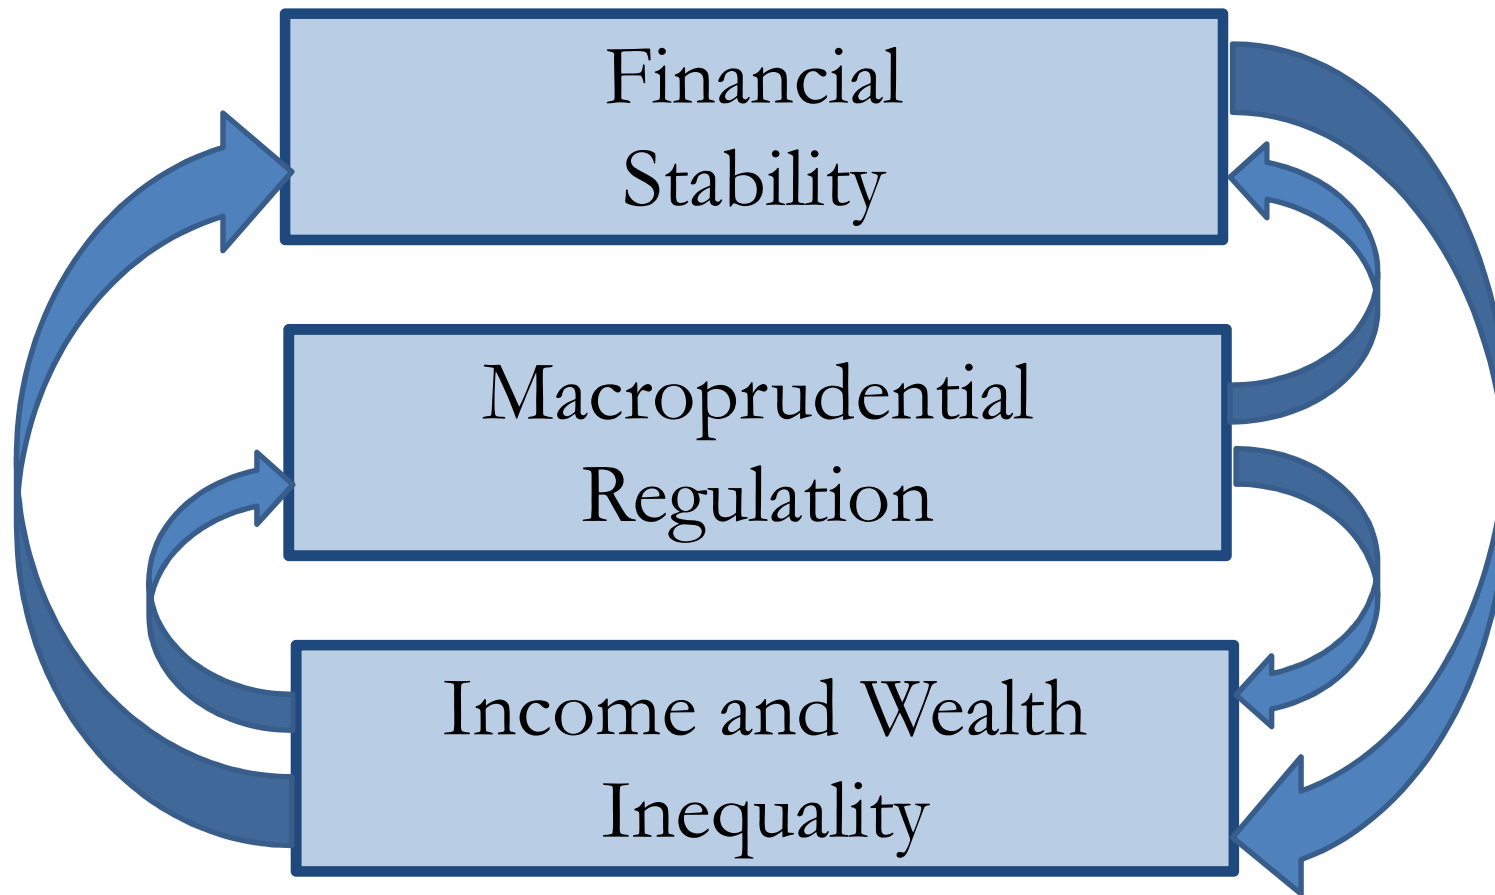 Financial
Stability
Macroprudential
Regulation
Income and Wealth
Inequality